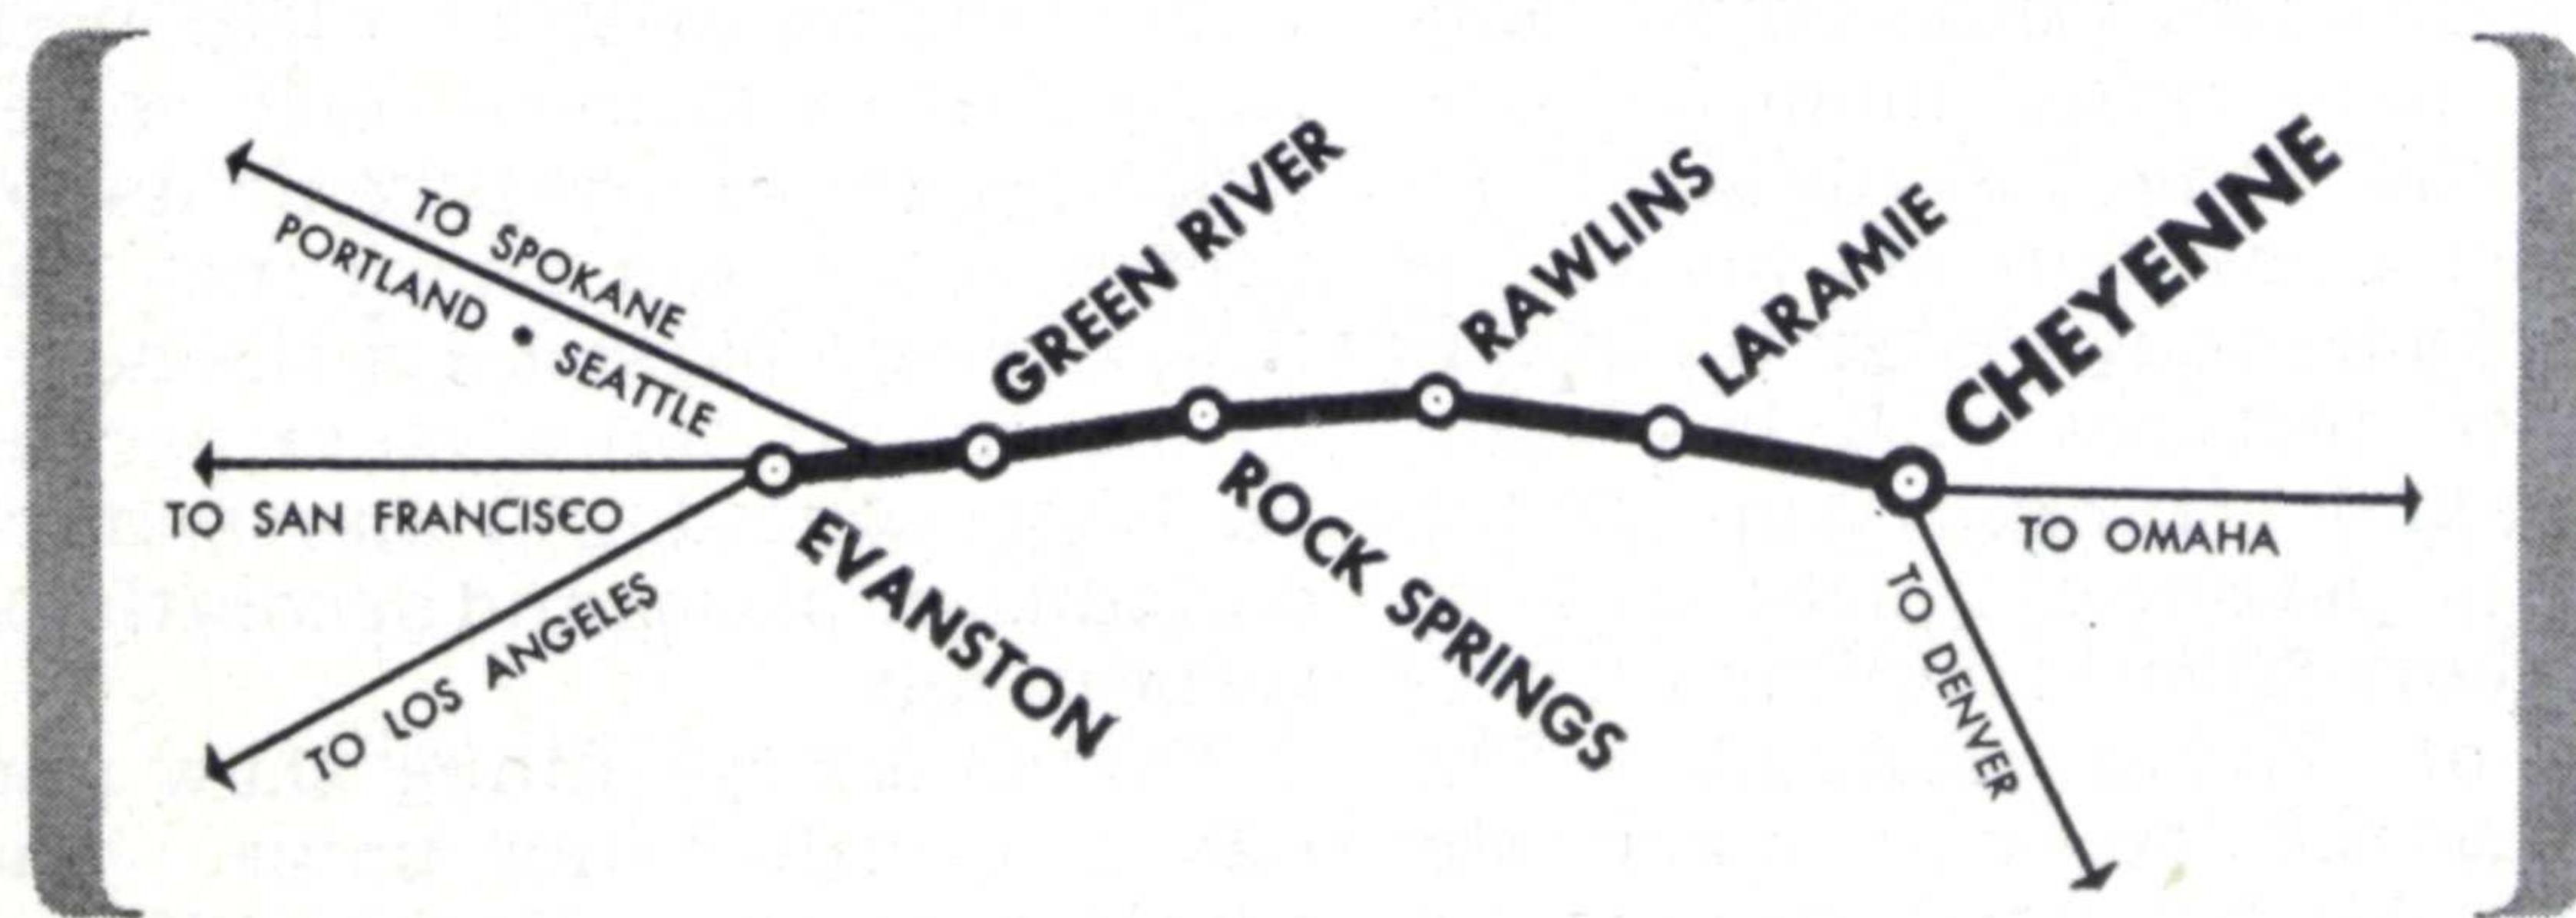 TO SPOKANE
PORTLAND • SEATTLE
TO SAN FRANCISCO
TO LOS ANGELES
EVANSTON
GREEN RIVER
ROCK SPRINGS
RAWLINS
LARAMIE
CHEYENNE
TO OMAHA
TO DENVER